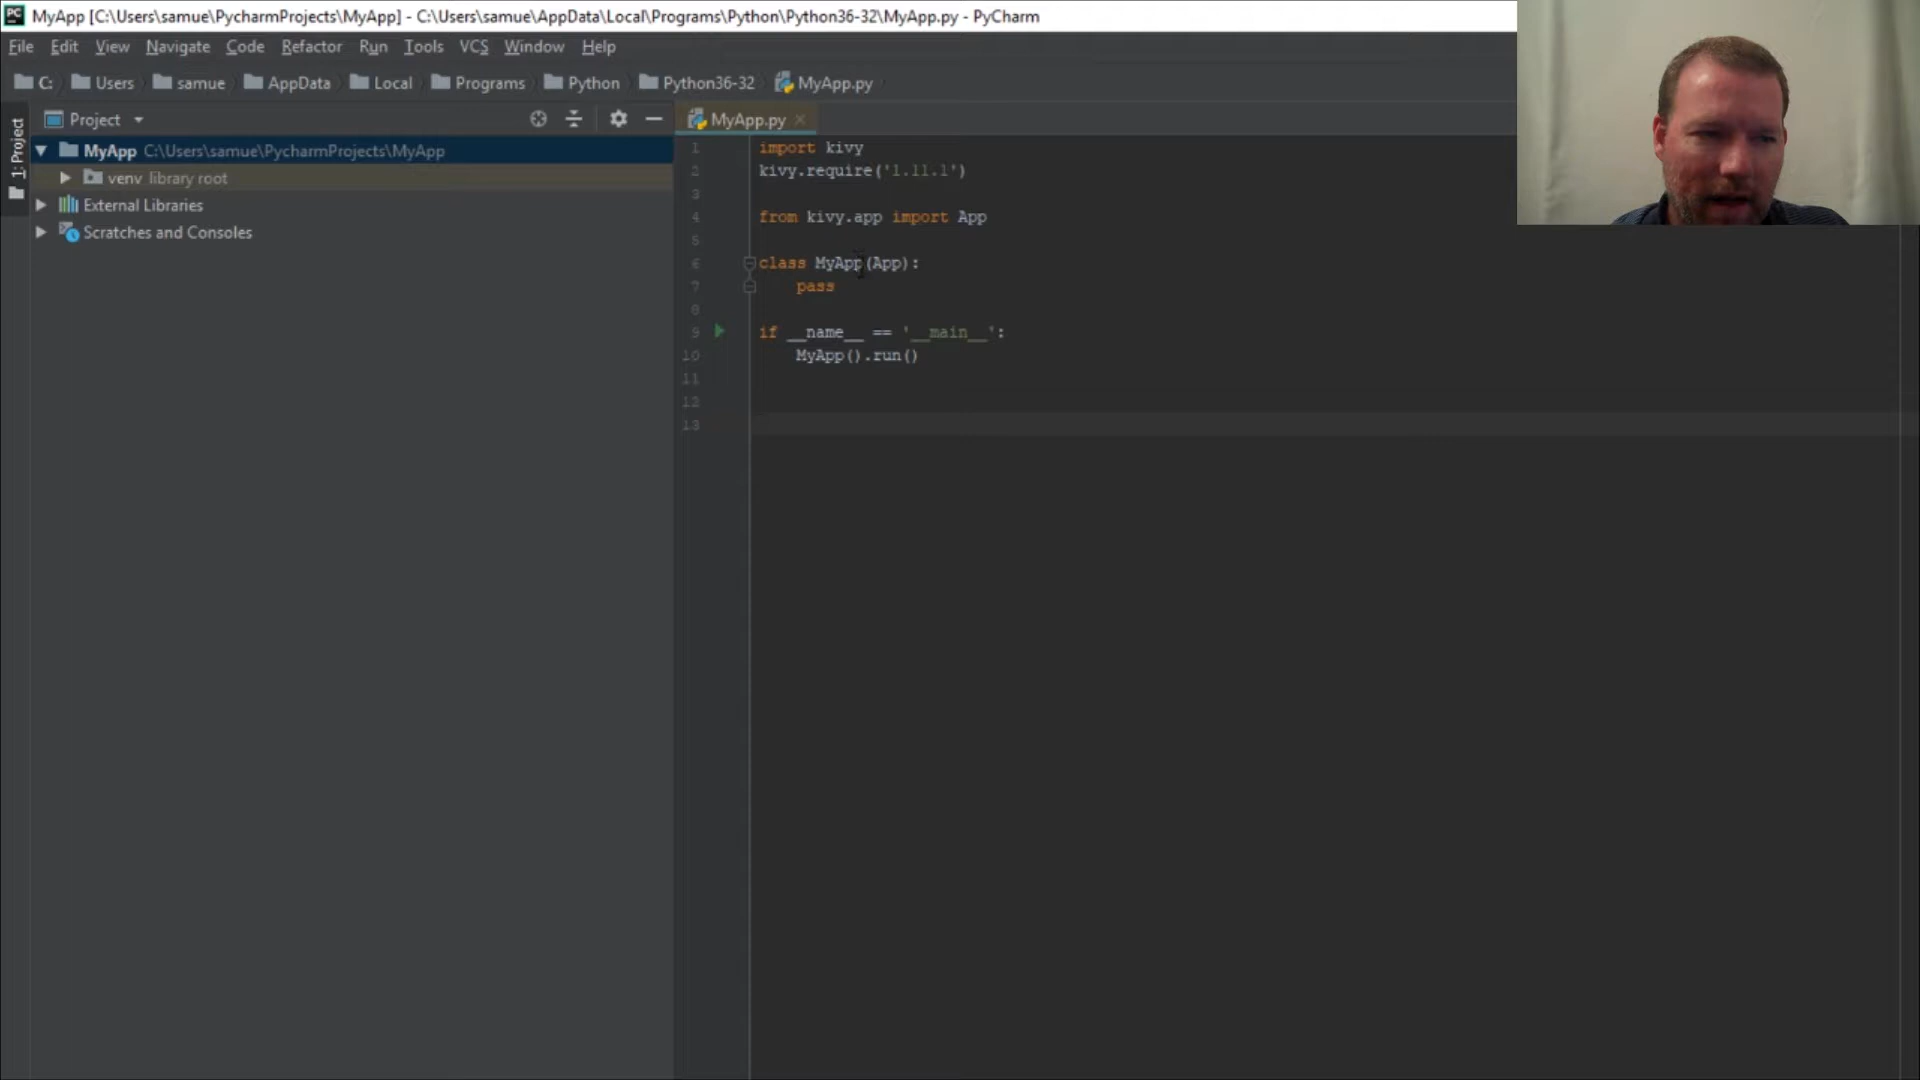 MyApp [C:\Users\samue\PycharmProjects\MyApp] - C:\Users\samue\AppData\Local\Programs\Python\Python36-32\MyApp.py - PyCharm
File Edit View Navigate Code Refactor Run Tools VCS Window Help
C: Users samue AppData Local Programs Python Python36-32 MyApp.py
1: Project
Project
MyApp C:\Users\samue\PycharmProjects\MyApp
venv library root
External Libraries
Scratches and Consoles
MyApp.py
1 import kivy
2 kivy.require('1.11.1')
3
4 from kivy.app import App
5
6 class MyApp(App):
7 pass
8
9 if __name__ == '__main__':
10 MyApp().run()
11
12
13